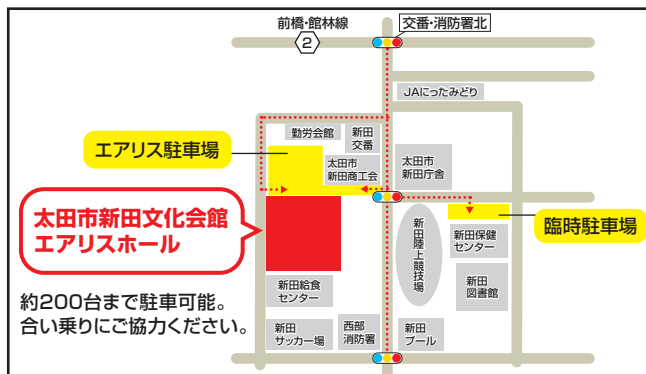 前橋・館林線
2
交番・消防署北
JAにったみどり
勤労会館
新田
交番
エアリス駐車場
太田市
新田商工会
太田市
新田庁舎
太田市新田文化会館
エアリスホール
臨時駐車場
新田陸上競技場
新田保健
センター
新田
図書館
新田給食
センター
約200台まで駐車可能。
合い乗りにご協力ください。
新田
サッカー場
西部
消防署
新田
プール